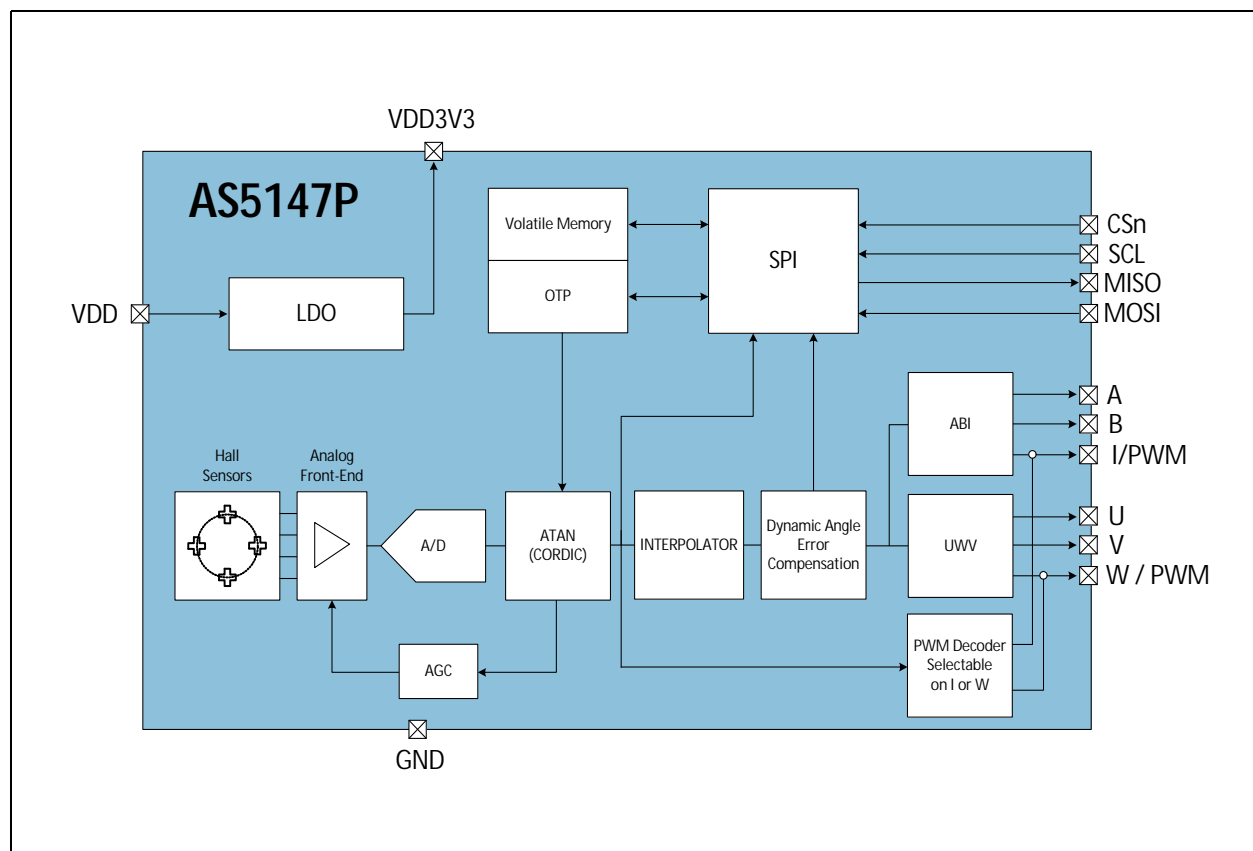 VDD3V3
AS5147P
Volatile Memory
OTP
SPI
CSn
SCL
MISO
MOSI
VDD
LDO
A
B
I/PWM
ABI
Hall
Sensors
Analog
Front-End
A/D
ATAN
(CORDIC)
INTERPOLATOR
Dynamic Angle
Error
Compensation
UWV
U
V
W / PWM
AGC
PWM Decoder
Selectable
on I or W
GND